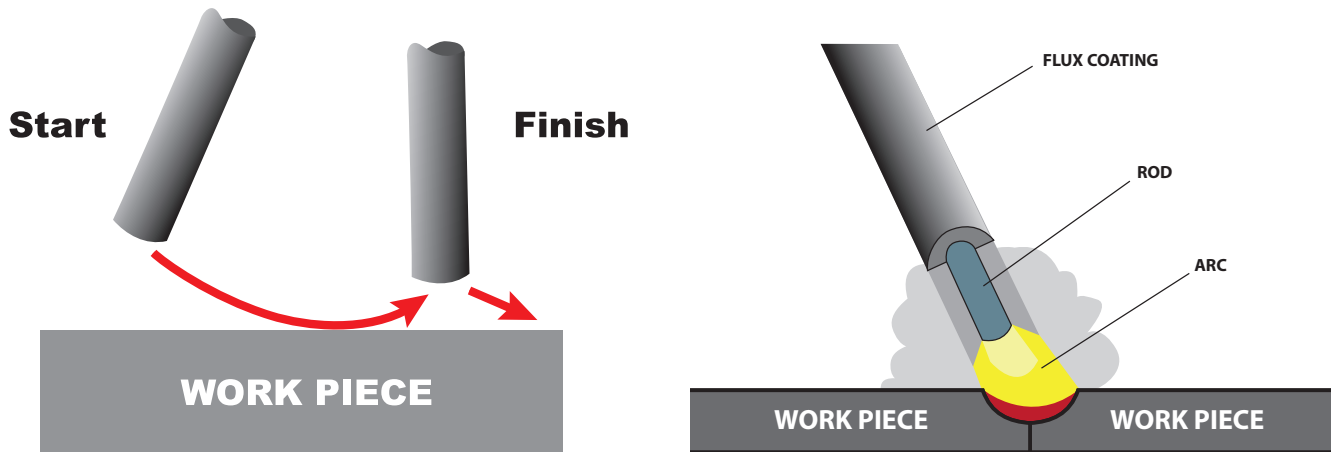 Start
Finish
WORK PIECE
FLUX COATING
ROD
ARC
WORK PIECE
WORK PIECE